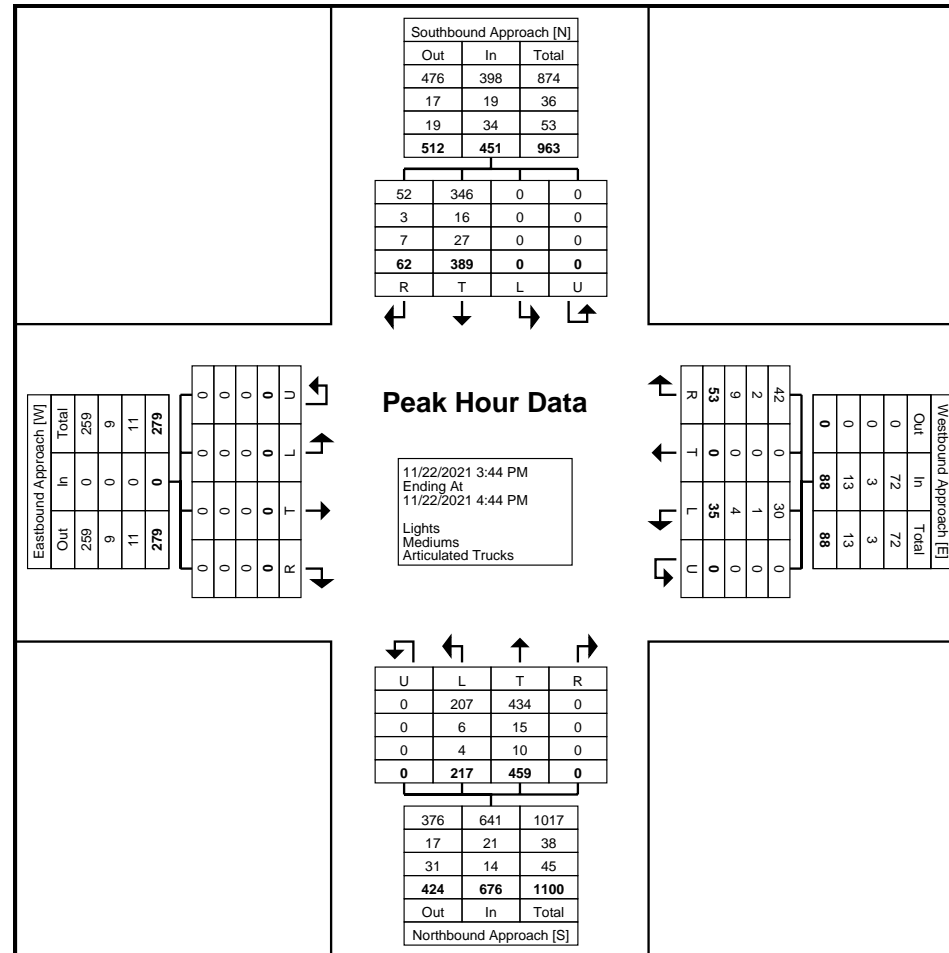 Southbound Approach [N]
Out In Total
476 398 874
17 19 36
19 34 53
512 451 963
52 346 0 0
3 16 0 0
7 27 0 0
62 389 0 0
R T L U
Eastbound Approach [W]
Total In Out
259 0 259
9 0 9
11 0 11
279 0 279
0 0 0 0
0 0 0 0
0 0 0 0
0 0 0 0
U L T R
Peak Hour Data
11/22/2021 3:44 PM
Ending At
11/22/2021 4:44 PM
Lights
Mediums
Articulated Trucks
R T L U
53 0 35 0
9 0 4 0
2 0 1 0
42 0 30 0
0 88 88
0 13 13
0 3 3
0 72 72
Out In Total
Westbound Approach [E]
U L T R
0 207 434 0
0 6 15 0
0 4 10 0
0 217 459 0
376 641 1017
17 21 38
31 14 45
424 676 1100
Out In Total
Northbound Approach [S]